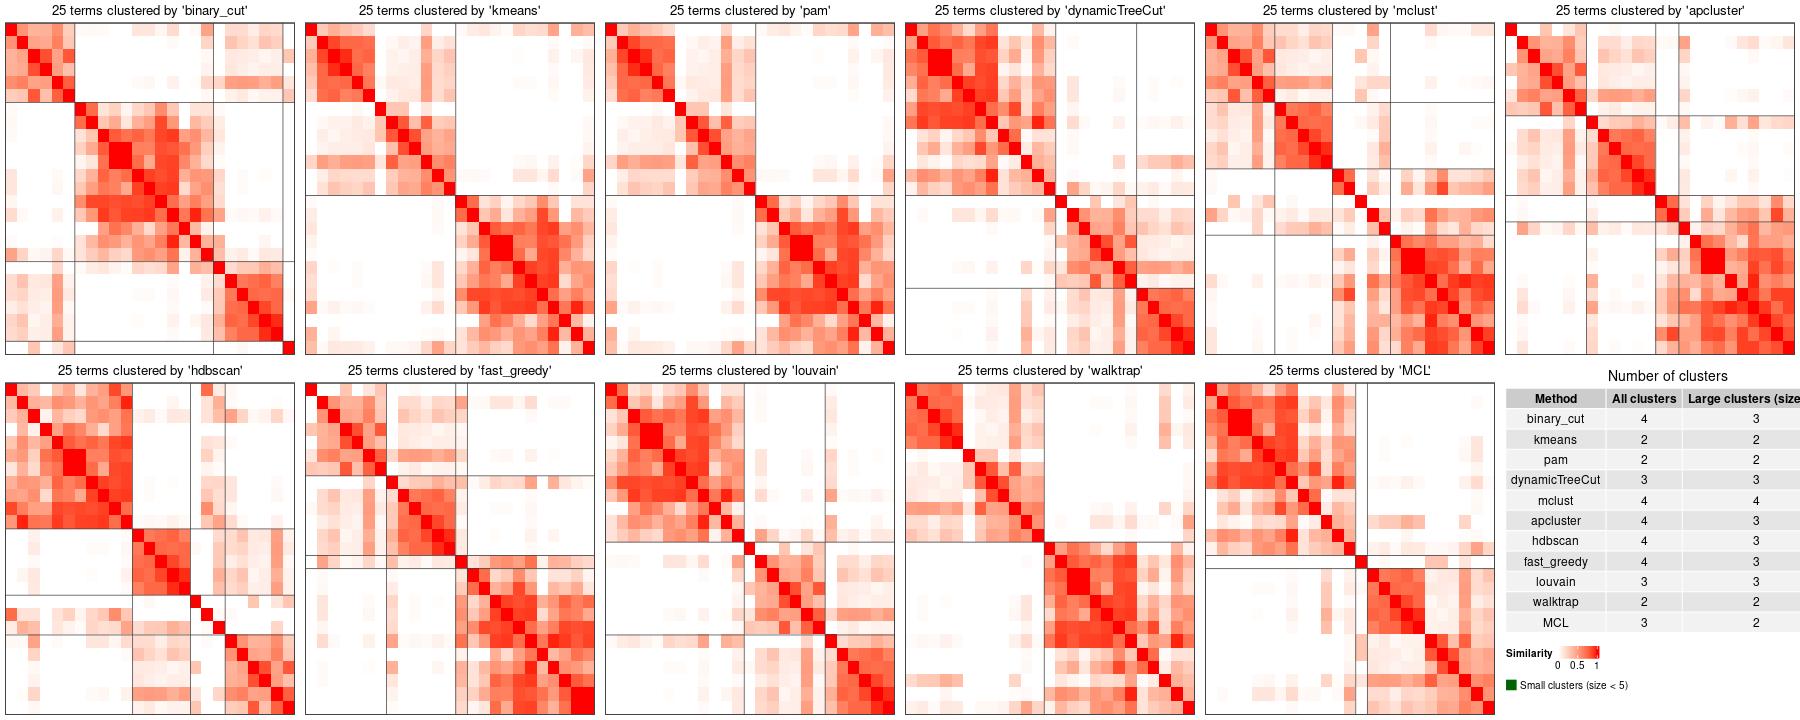 25 terms clustered by 'binary_cut'
25 terms clustered by 'kmeans'
25 terms clustered by 'pam'
25 terms clustered by 'dynamicTreeCut'
25 terms clustered by 'mclust'
25 terms clustered by 'apcluster'
25 terms clustered by 'hdbscan'
25 terms clustered by 'fast_greedy'
25 terms clustered by 'louvain'
25 terms clustered by 'walktrap'
25 terms clustered by 'MCL'
Number of clusters
Method All clusters Large clusters (size
binary_cut 4 3
kmeans 2 2
pam 2 2
dynamicTreeCut 3 3
mclust 4 4
apcluster 4 3
hdbscan 4 3
fast_greedy 4 3
louvain 3 3
walktrap 2 2
MCL 3 2
Similarity
0 0.5 1
Small clusters (size < 5)